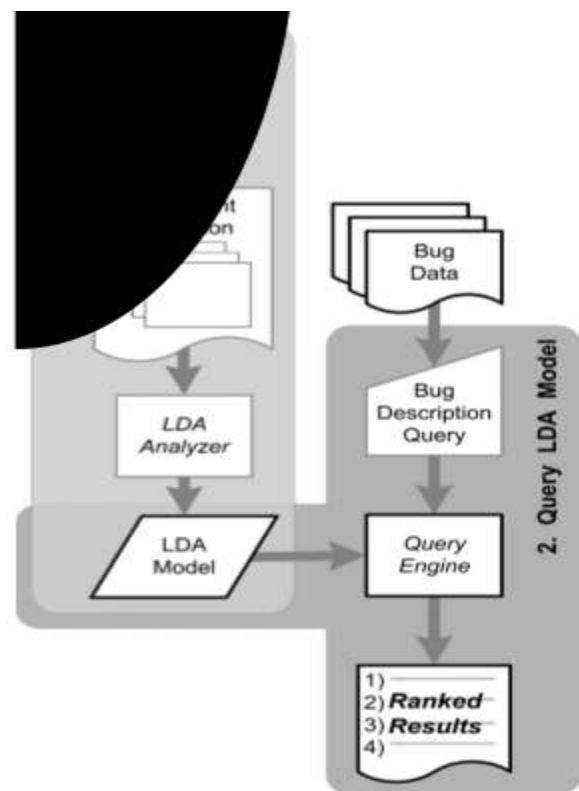 Bug
Data
Bug
Description
Query
LDA
Analyzer
LDA
Model
Query
Engine
1)
2) Ranked
3) Results
4)
2. Query LDA Model